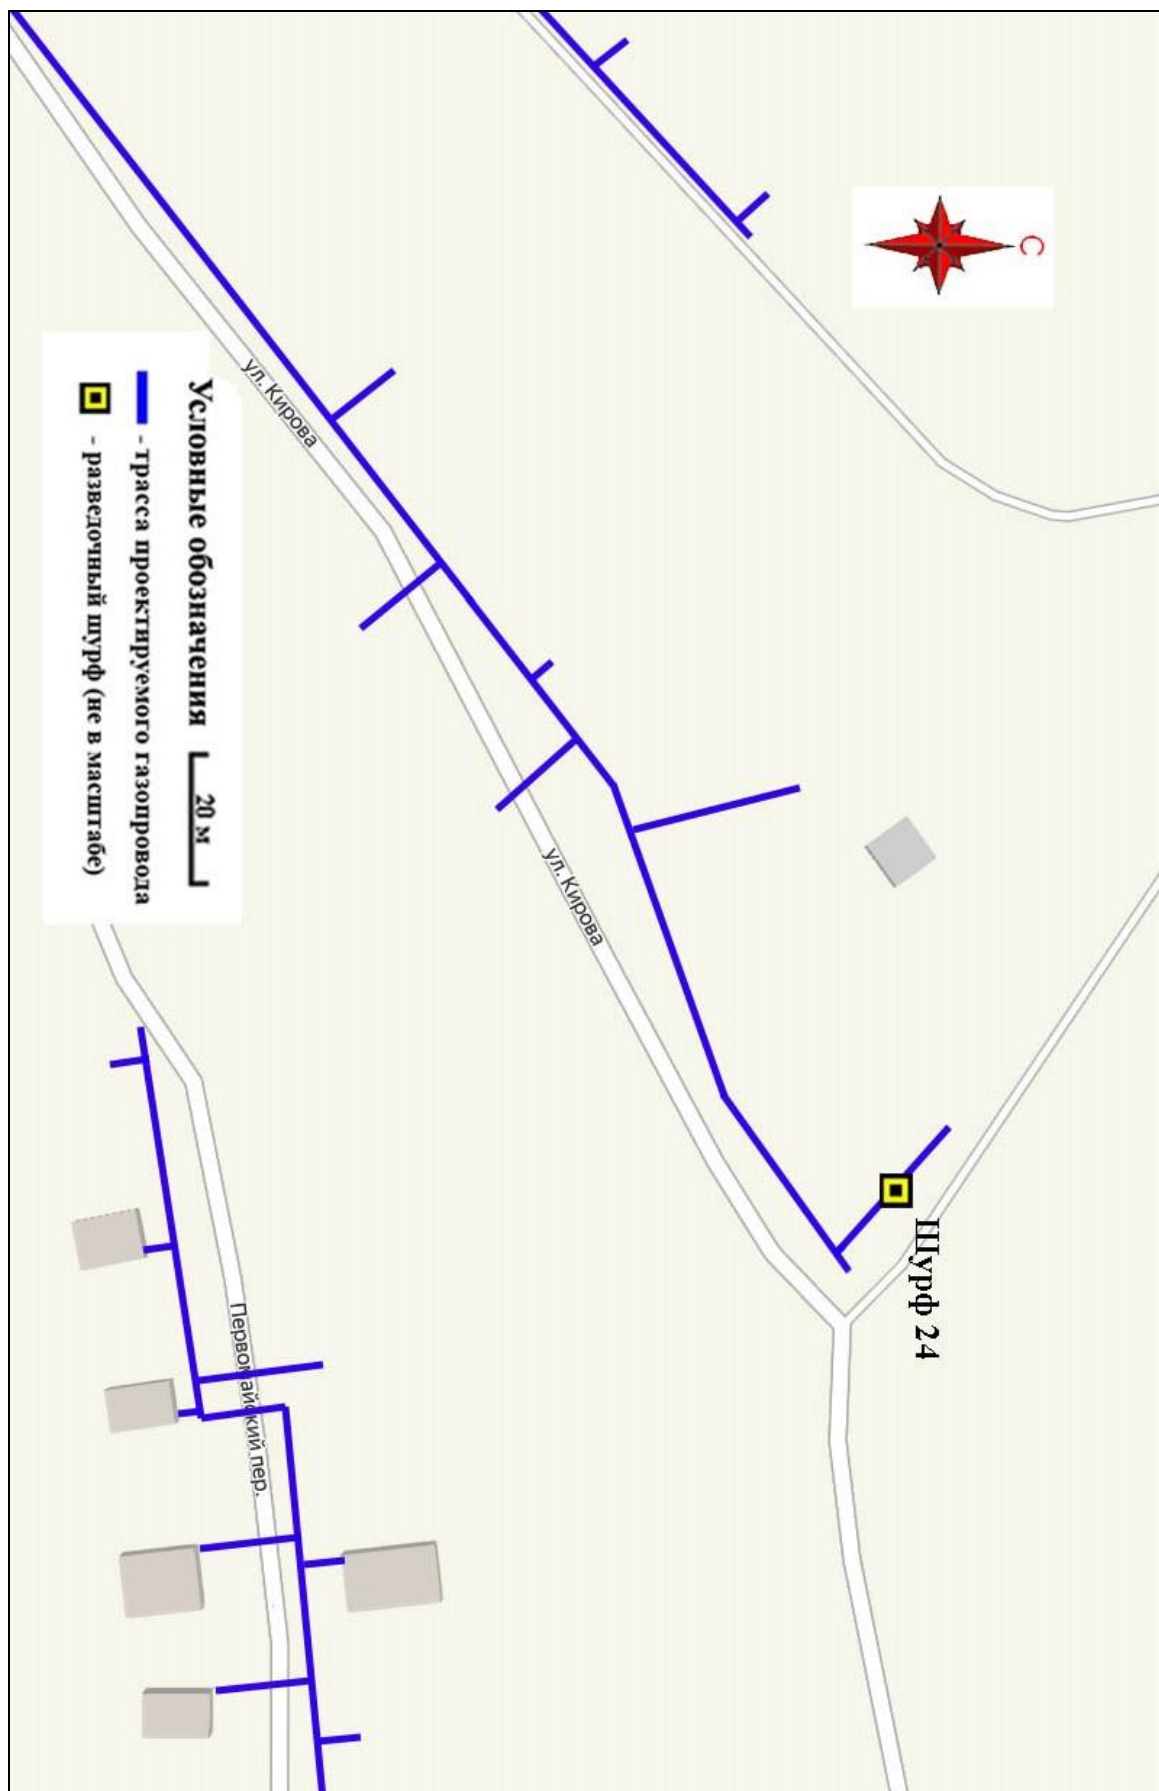 С
ул. Кирова
ул. Кирова
Условные обозначения
20 м
- трасса проектируемого газопровода
- разведочный шурф (не в масштабе)
Шурф 24
Первомайский пер.